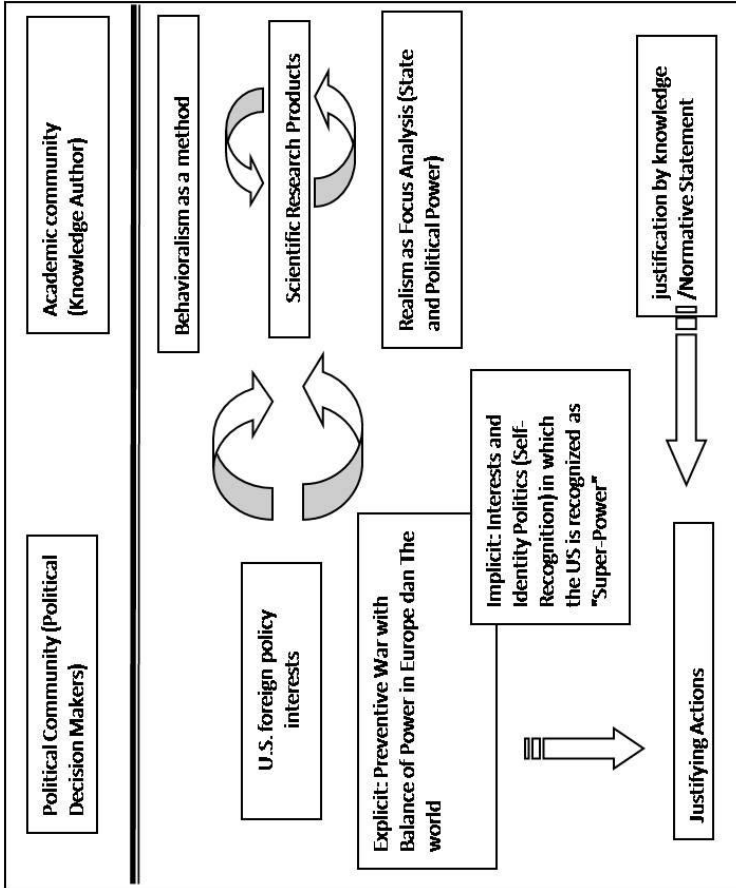 Political Community (Political
Decision Makers)
Academic community
(Knowledge Author)
U.S. foreign policy
interests
Behavioralism as a method
Scientific Research Products
Explicit: Preventive War with
Balance of Power in Europe dan The
world
Realism as Focus Analysis (State
and Political Power)
Implicit: Interests and
Identity Politics (Self-
Recognition) in which
the US is recognized as
"Super-Power"
Justifying Actions
justification by knowledge
/Normative Statement